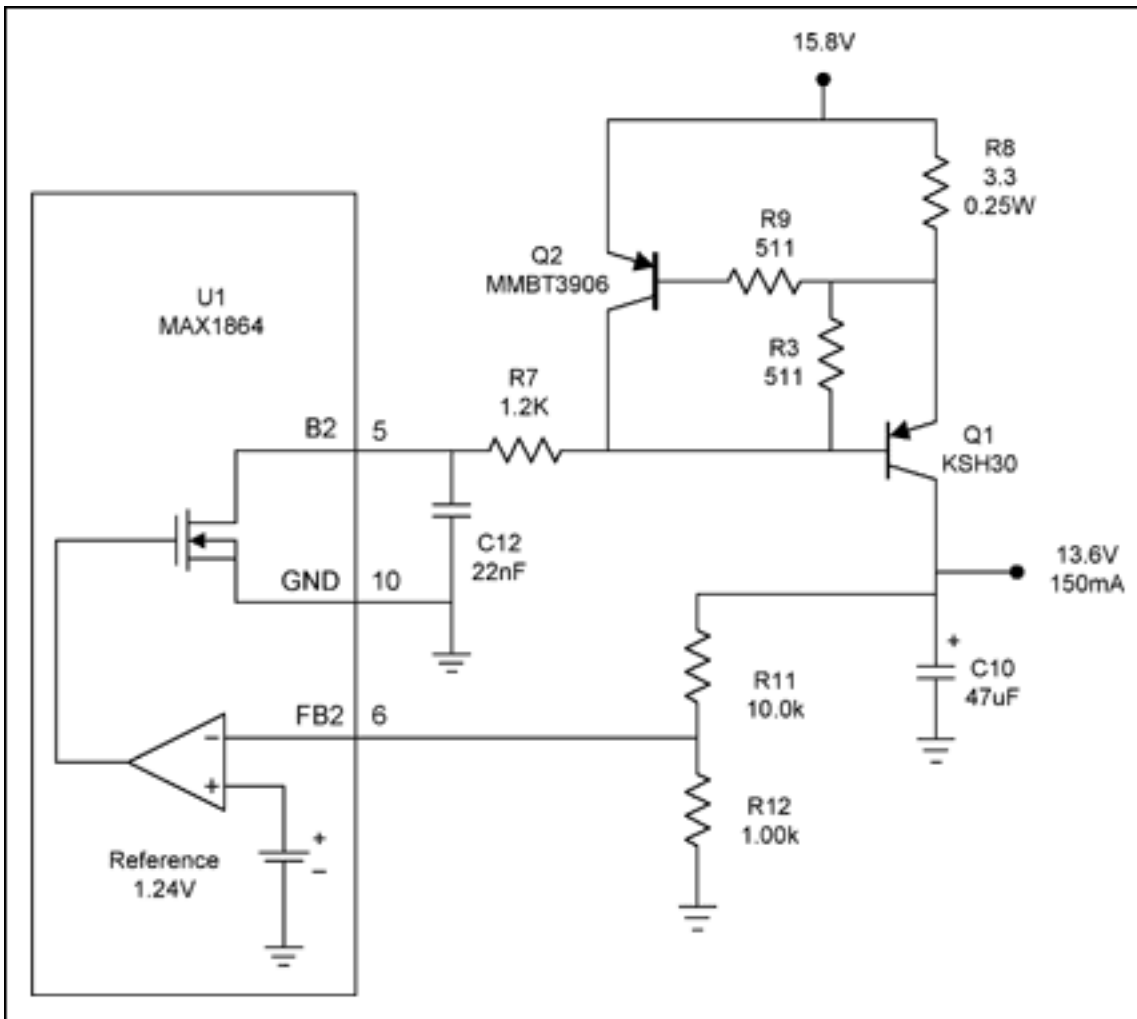 15.8V
R8
3.3
0.25W
R9
511
Q2
MMBT3906
U1
MAX1864
R3
511
R7
1.2K
B2
5
Q1
KSH30
C12
22nF
13.6V
150mA
GND
10
+
C10
47uF
R11
10.0k
FB2
6
-
+
R12
1.00k
+
-
Reference
1.24V